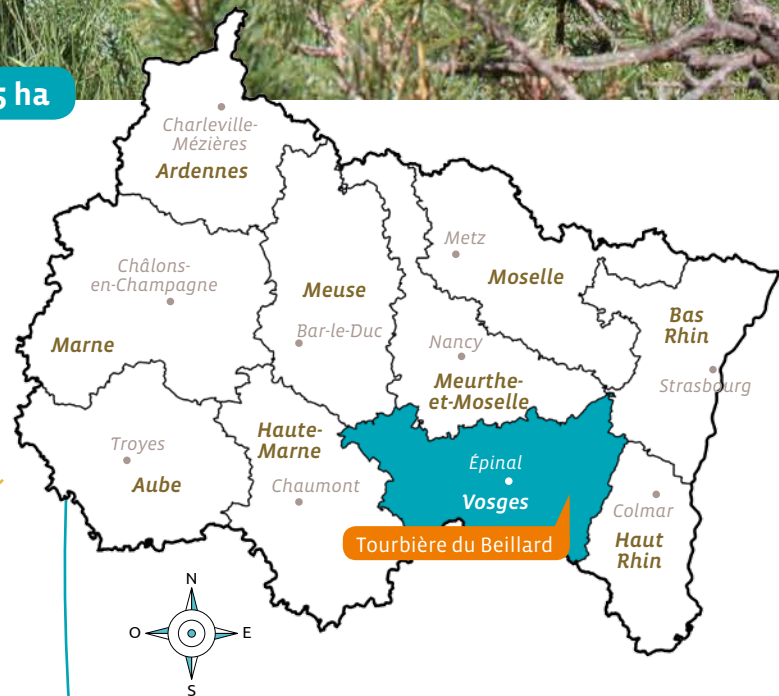 5 ha
Charleville-
Mézières
Ardennes
Metz
Moselle
Châlons-
en-Champagne
Meuse
Bas
Rhin
Bar-le-Duc
Nancy
Marne
Strasbourg
Meurthe-
et-Moselle
Haute-
Marne
Troyes
Aube
Chaumont
Épinal
Vosges
Colmar
Haut
Rhin
Tourbière du Beillard
N
O
E
S